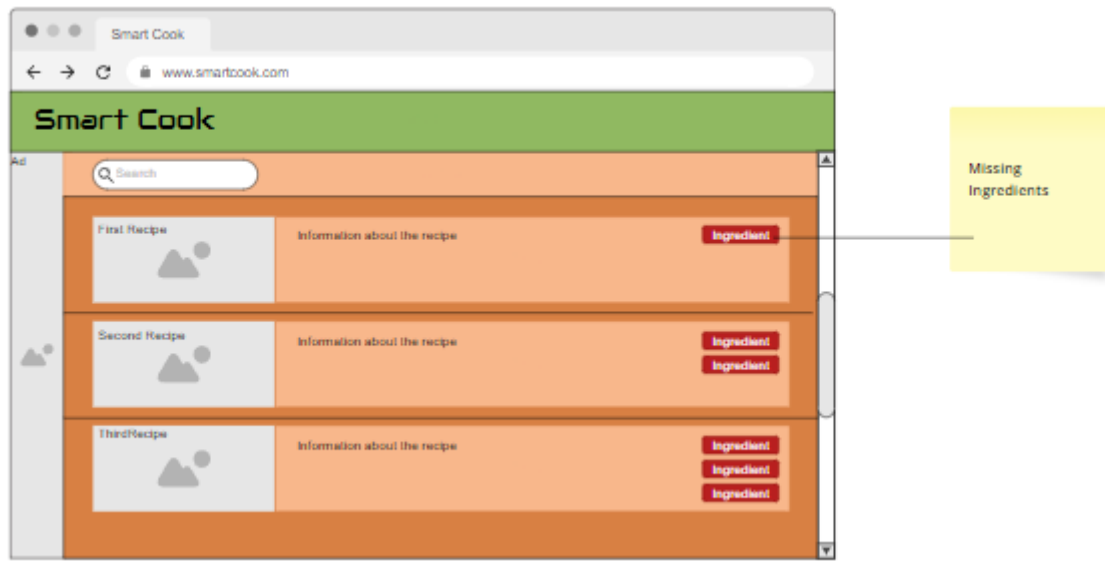 Smart Cook
www.smartcook.com
Smart Cook
Ad
Search
First Recipe
Information about the recipe
Ingredient
Second Recipe
Information about the recipe
Ingredient
Ingredient
ThirdRecipe
Information about the recipe
Ingredient
Ingredient
Ingredient
Missing
Ingredients